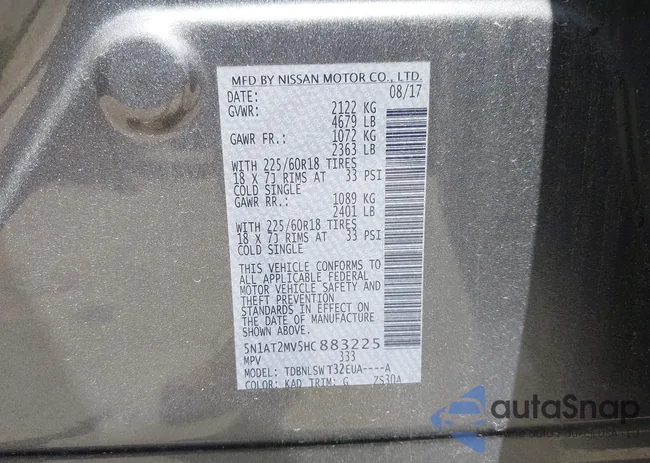 MFD BY NISSAN MOTOR CO., LTD.
DATE: 08/17
GVWR: 2122 KG
4679 LB
GAWR FR.: 1072 KG
2363 LB
WITH 225/60R18 TIRES
18 X 7J RIMS AT 33 PSI
COLD SINGLE
GAWR RR.: 1089 KG
2401 LB
WITH 225/60R18 TIRES
18 X 7J RIMS AT 33 PSI
COLD SINGLE
THIS VEHICLE CONFORMS TO
ALL APPLICABLE FEDERAL
MOTOR VEHICLE SAFETY AND
THEFT PREVENTION
STANDARDS IN EFFECT ON
THE DATE OF MANUFACTURE
SHOWN ABOVE.
5N1AT2MV5HC883225
MPV 333
MODEL: TDBNLSWT32EUA----A
COLOR: KAD TRIM: G ZS30A
autaSnap